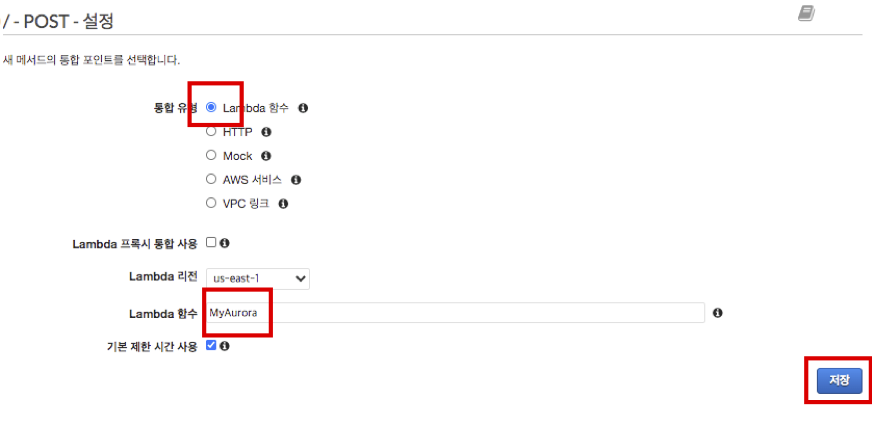 / - POST - 설정
새 메서드의 통합 포인트를 선택합니다.
통합 유형 Lambda 함수
HTTP
Mock
AWS 서비스
VPC 링크
Lambda 프록시 통합 사용
Lambda 리전 us-east-1
Lambda 함수 MyAurora
기본 제한 시간 사용
저장